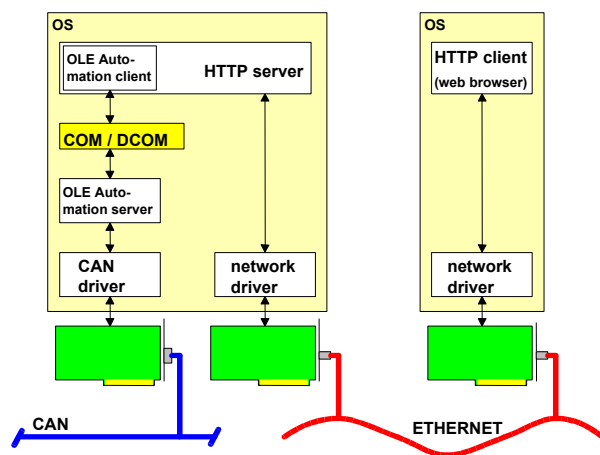 OS
OLE Auto-
mation client
HTTP server
COM / DCOM
OLE Auto-
mation server
CAN
driver
network
driver
OS
HTTP client
(web browser)
network
driver
CAN
ETHERNET